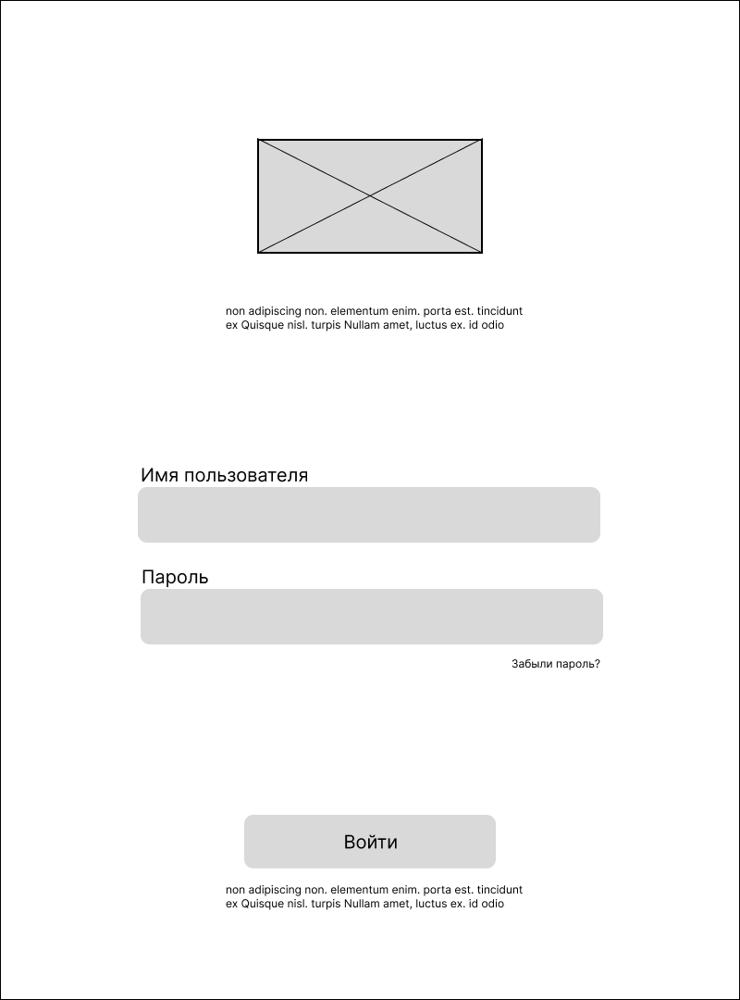 non adipiscing non. elementum enim. porta est. tincidunt
ex Quisque nisl. turpis Nullam amet, luctus ex. id odio
Имя пользователя
Пароль
Забыли пароль?
Войти
non adipiscing non. elementum enim. porta est. tincidunt
ex Quisque nisl. turpis Nullam amet, luctus ex. id odio